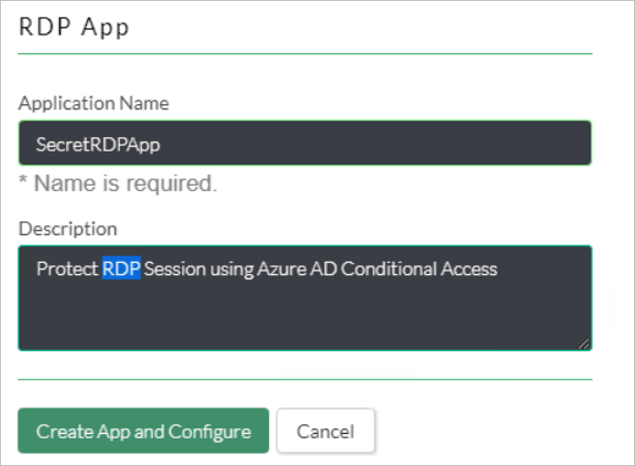 RDP App
Application Name
SecretRDPApp
* Name is required.
Description
Protect RDP Session using Azure AD Conditional Access
Create App and Configure
Cancel